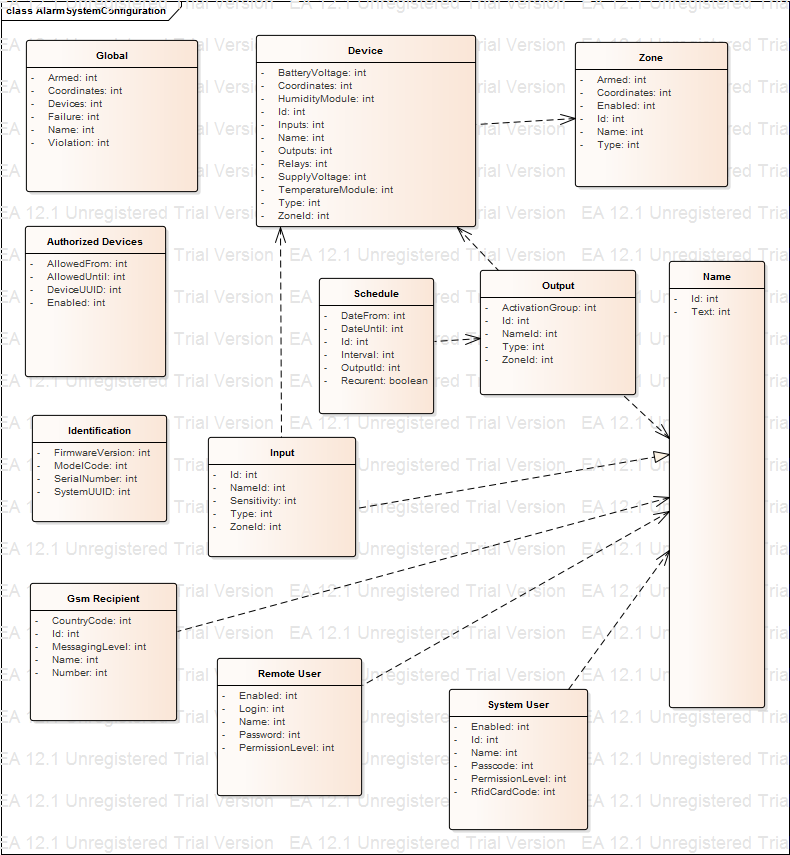 class AlarmSystemConfiguration
EA 12.1 Unregistered Trial Version
Global
- Armed: int
- Coordinates: int
- Devices: int
- Failure: int
- Name: int
- Violation: int
Device
- BatteryVoltage: int
- Coordinates: int
- HumidityModule: int
- Id: int
- Inputs: int
- Name: int
- Outputs: int
- Relays: int
- SupplyVoltage: int
- TemperatureModule: int
- Type: int
- ZoneId: int
Zone
- Armed: int
- Coordinates: int
- Enabled: int
- Id: int
- Name: int
- Type: int
Authorized Devices
- AllowedFrom: int
- AllowedUntil: int
- DeviceUUID: int
- Enabled: int
Schedule
- DateFrom: int
- DateUntil: int
- Id: int
- Interval: int
- OutputId: int
- Recurent: boolean
Output
- ActivationGroup: int
- Id: int
- NameId: int
- Type: int
- ZoneId: int
Name
- Id: int
- Text: int
Identification
- FirmwareVersion: int
- ModelCode: int
- SerialNumber: int
- SystemUUID: int
Input
- Id: int
- NameId: int
- Sensitivity: int
- Type: int
- ZoneId: int
Gsm Recipient
- CountryCode: int
- Id: int
- MessagingLevel: int
- Name: int
- Number: int
Remote User
- Enabled: int
- Login: int
- Name: int
- Password: int
- PermissionLevel: int
System User
- Enabled: int
- Id: int
- Name: int
- Passcode: int
- PermissionLevel: int
- RfidCardCode: int